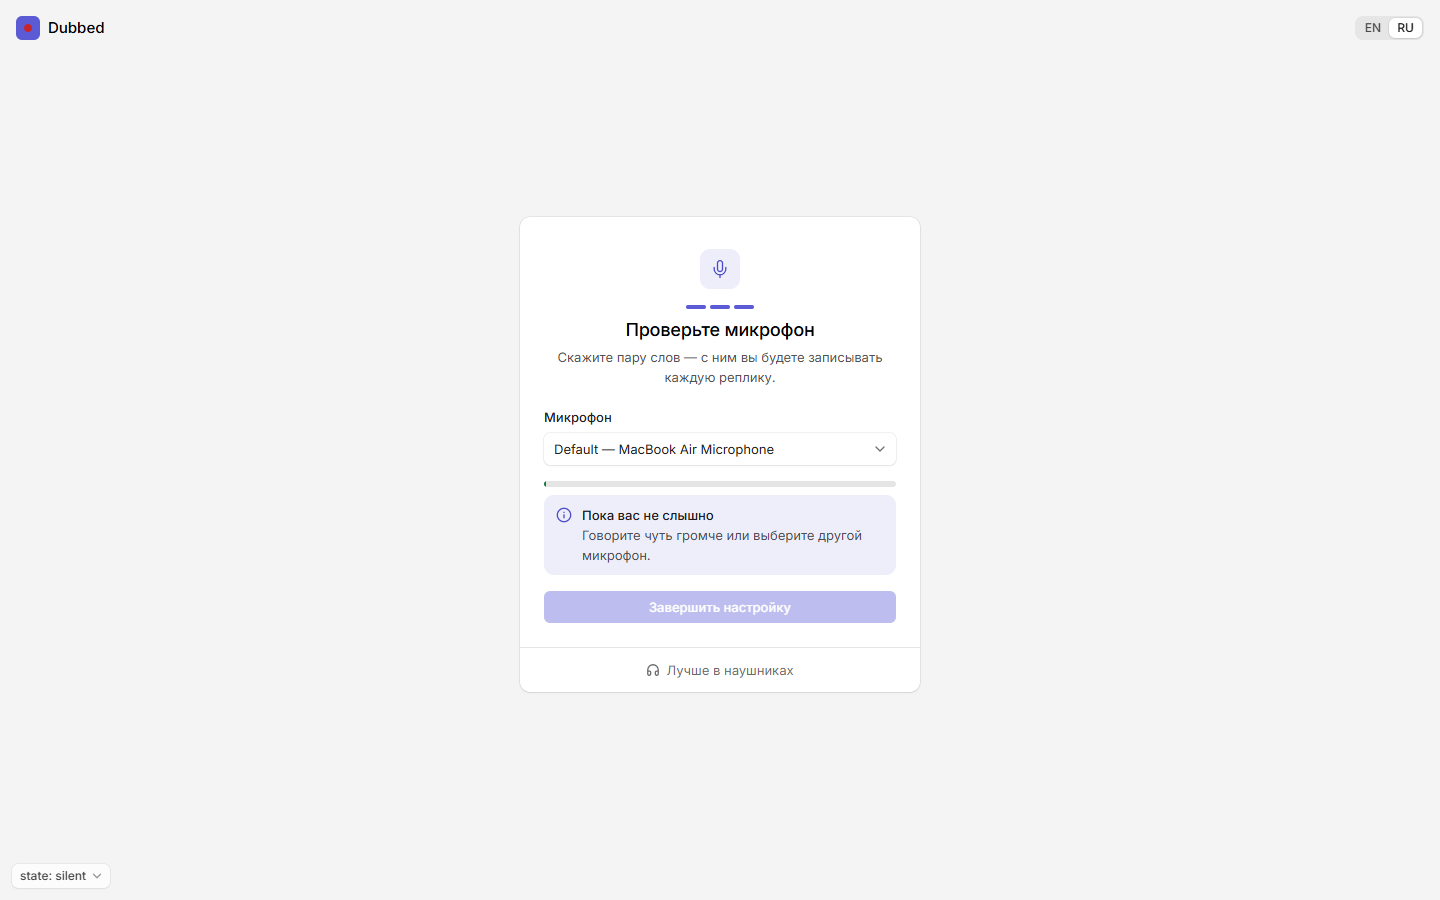 Dubbed
EN RU
Проверьте микрофон
Скажите пару слов — с ним вы будете записывать
каждую реплику.
Микрофон
Default — MacBook Air Microphone
Пока вас не слышно
Говорите чуть громче или выберите другой
микрофон.
Завершить настройку
Лучше в наушниках
state: silent